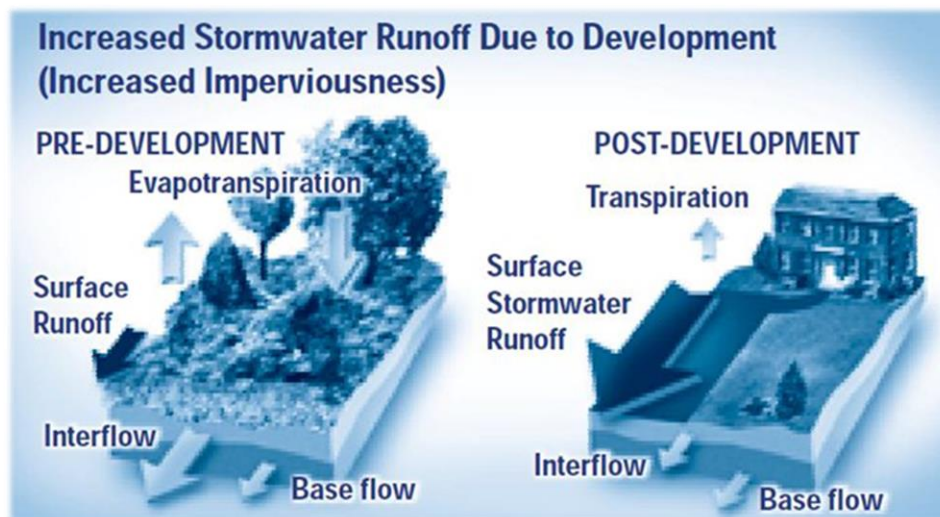 Increased Stormwater Runoff Due to Development
(Increased Imperviousness)
PRE-DEVELOPMENT
Evapotranspiration
Surface
Runoff
Interflow
Base flow
POST-DEVELOPMENT
Transpiration
Surface
Stormwater
Runoff
Interflow
Base flow